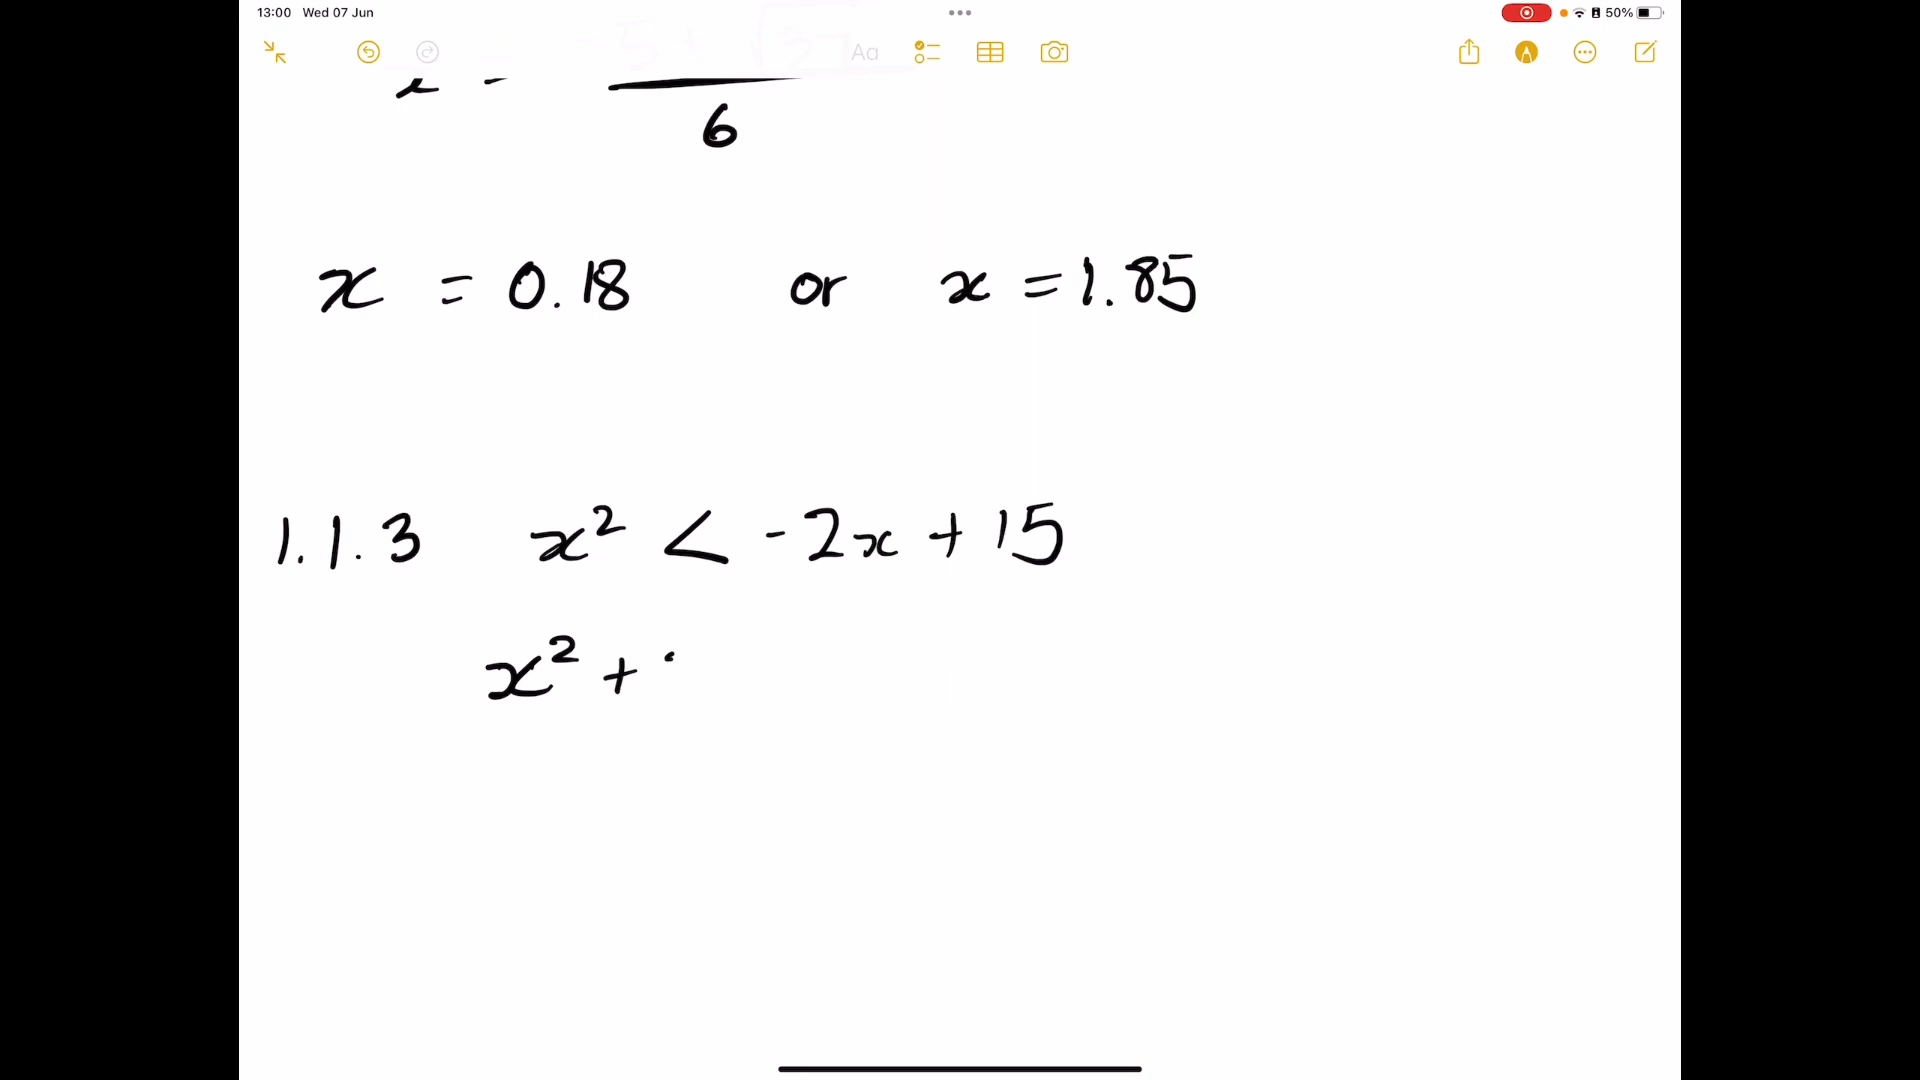 13:00 Wed 07 Jun
50%
Aa
6
x = 0.18 or x = 1.85
1.1.3 x² < -2x + 15
x² +